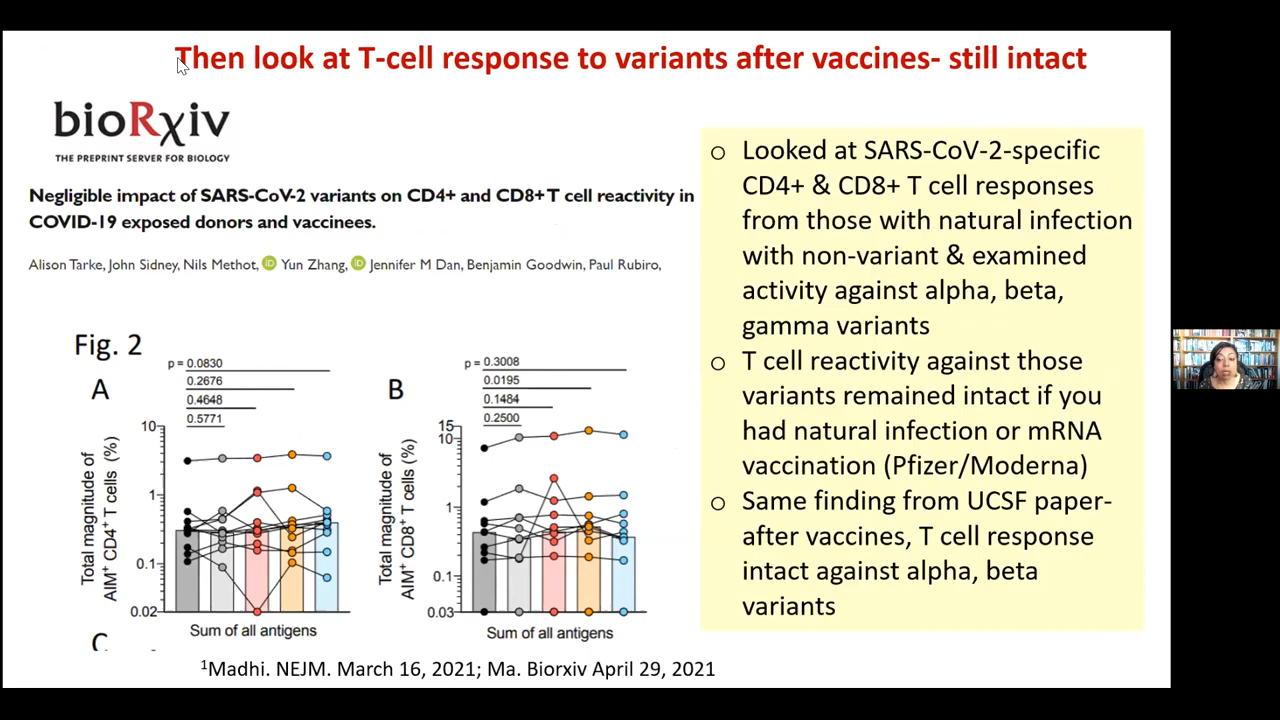 Then look at T-cell response to variants after vaccines- still intact
bioRxiv
THE PREPRINT SERVER FOR BIOLOGY
Negligible impact of SARS-CoV-2 variants on CD4+ and CD8+ T cell reactivity in
COVID-19 exposed donors and vaccinees.
Alison Tarke, John Sidney, Nils Methot, iD Yun Zhang, iD Jennifer M Dan, Benjamin Goodwin, Paul Rubiro,
Fig. 2
A
p = 0.0830
0.2676
0.4648
0.5771
10
1
0.1
0.02
Total magnitude of
AIM+ CD4+ T cells (%)
Sum of all antigens
B
p = 0.3008
0.0195
0.1484
0.2500
15
10
1
0.1
0.03
Total magnitude of
AIM+ CD8+ T cells (%)
Sum of all antigens
C
o Looked at SARS-CoV-2-specific
CD4+ & CD8+ T cell responses
from those with natural infection
with non-variant & examined
activity against alpha, beta,
gamma variants
o T cell reactivity against those
variants remained intact if you
had natural infection or mRNA
vaccination (Pfizer/Moderna)
o Same finding from UCSF paper-
after vaccines, T cell response
intact against alpha, beta
variants
1Madhi. NEJM. March 16, 2021; Ma. Biorxiv April 29, 2021